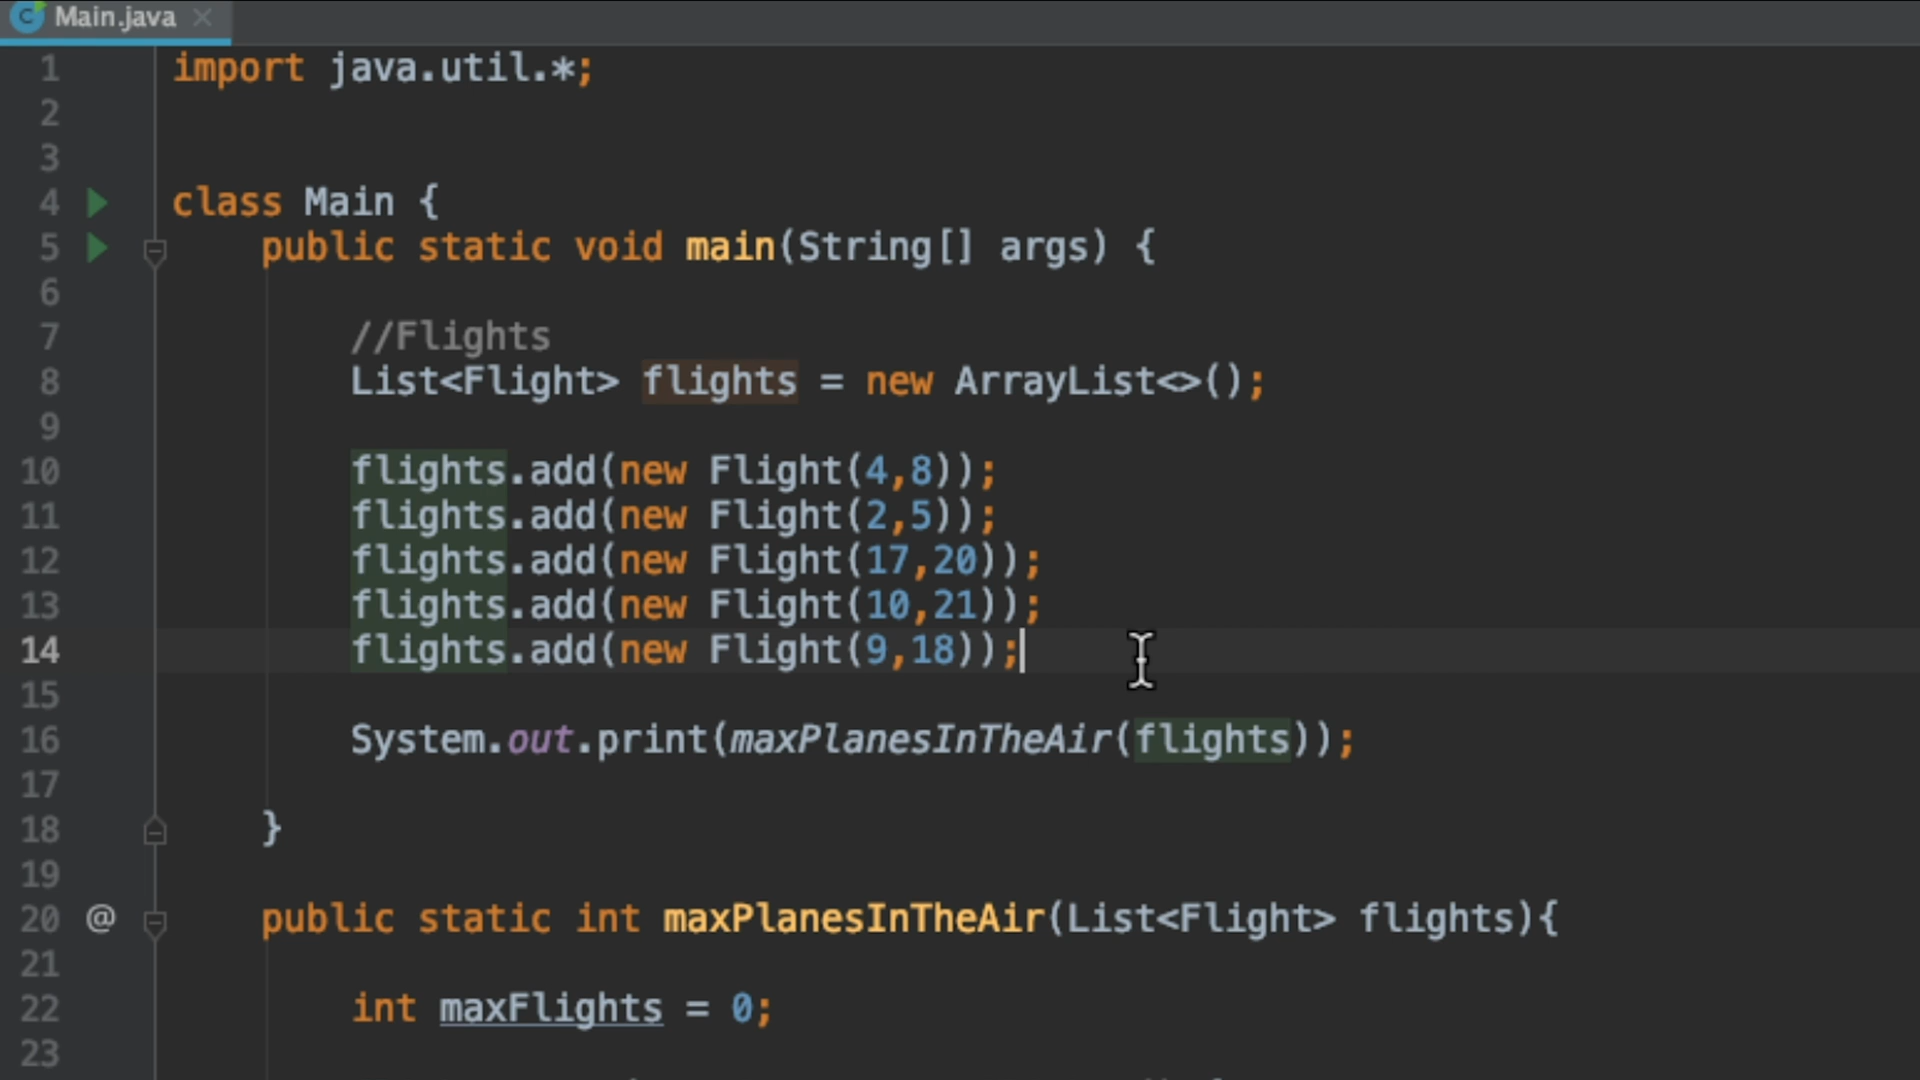 Main.java
1 import java.util.*;
2
3
4 class Main {
5 public static void main(String[] args) {
6
7 //Flights
8 List<Flight> flights = new ArrayList<>();
9
10 flights.add(new Flight(4,8));
11 flights.add(new Flight(2,5));
12 flights.add(new Flight(17,20));
13 flights.add(new Flight(10,21));
14 flights.add(new Flight(9,18));
15
16 System.out.print(maxPlanesInTheAir(flights));
17
18 }
19
20 @ public static int maxPlanesInTheAir(List<Flight> flights){
21
22 int maxFlights = 0;
23